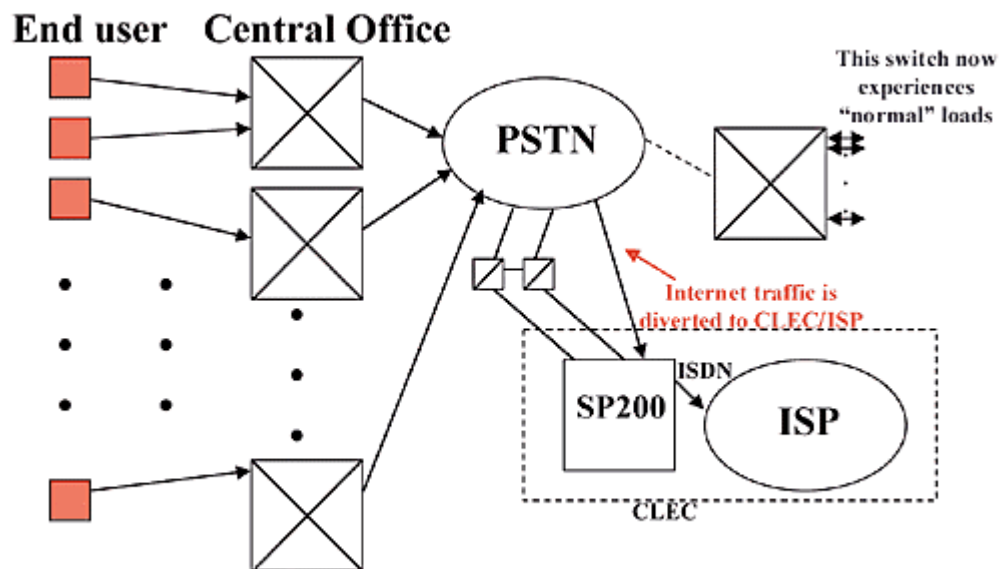 End user
Central Office
This switch now
experiences
“normal” loads
PSTN
Internet traffic is
diverted to CLEC/ISP
ISDN
SP200
ISP
CLEC